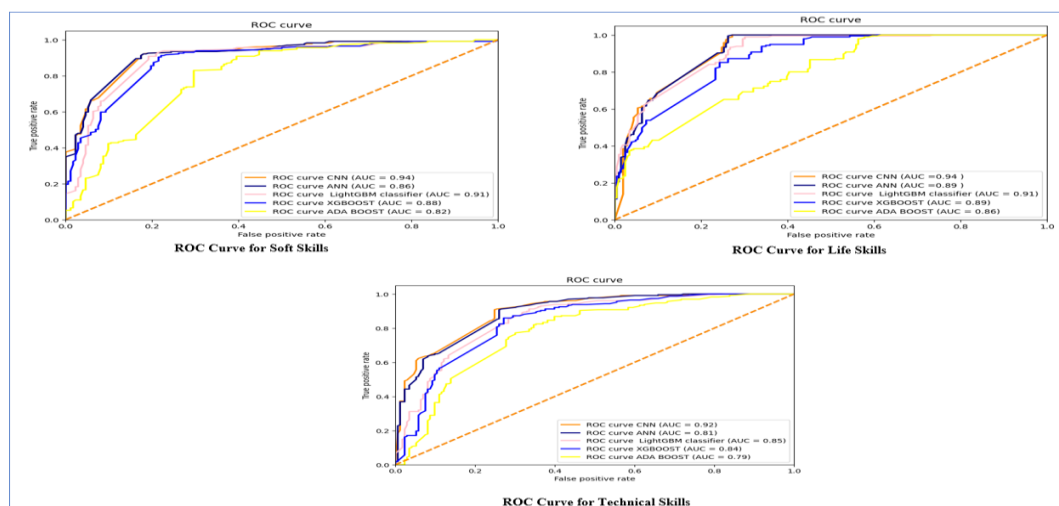 ROC curve
1.0
0.8
0.6
0.4
0.2
0.0
True positive rate
ROC curve CNN (AUC = 0.94)
ROC curve ANN (AUC = 0.86)
ROC curve LightGBM classifier (AUC = 0.91)
ROC curve XGBOOST (AUC = 0.88)
ROC curve ADA BOOST (AUC = 0.82)
0.0 0.2 0.4 0.6 0.8 1.0
False positive rate
ROC Curve for Soft Skills
ROC curve
1.0
0.8
0.6
0.4
0.2
0.0
True positive rate
ROC curve CNN (AUC =0.94 )
ROC curve ANN (AUC =0.89 )
ROC curve LightGBM classifier (AUC = 0.91)
ROC curve XGBOOST (AUC = 0.89)
ROC curve ADA BOOST (AUC = 0.86)
0.0 0.2 0.4 0.6 0.8 1.0
False positive rate
ROC Curve for Life Skills
ROC curve
1.0
0.8
0.6
0.4
0.2
0.0
True positive rate
ROC curve CNN (AUC = 0.92)
ROC curve ANN (AUC = 0.81)
ROC curve LightGBM classifier (AUC = 0.85)
ROC curve XGBOOST (AUC = 0.84)
ROC curve ADA BOOST (AUC = 0.79)
0.0 0.2 0.4 0.6 0.8 1.0
False positive rate
ROC Curve for Technical Skills